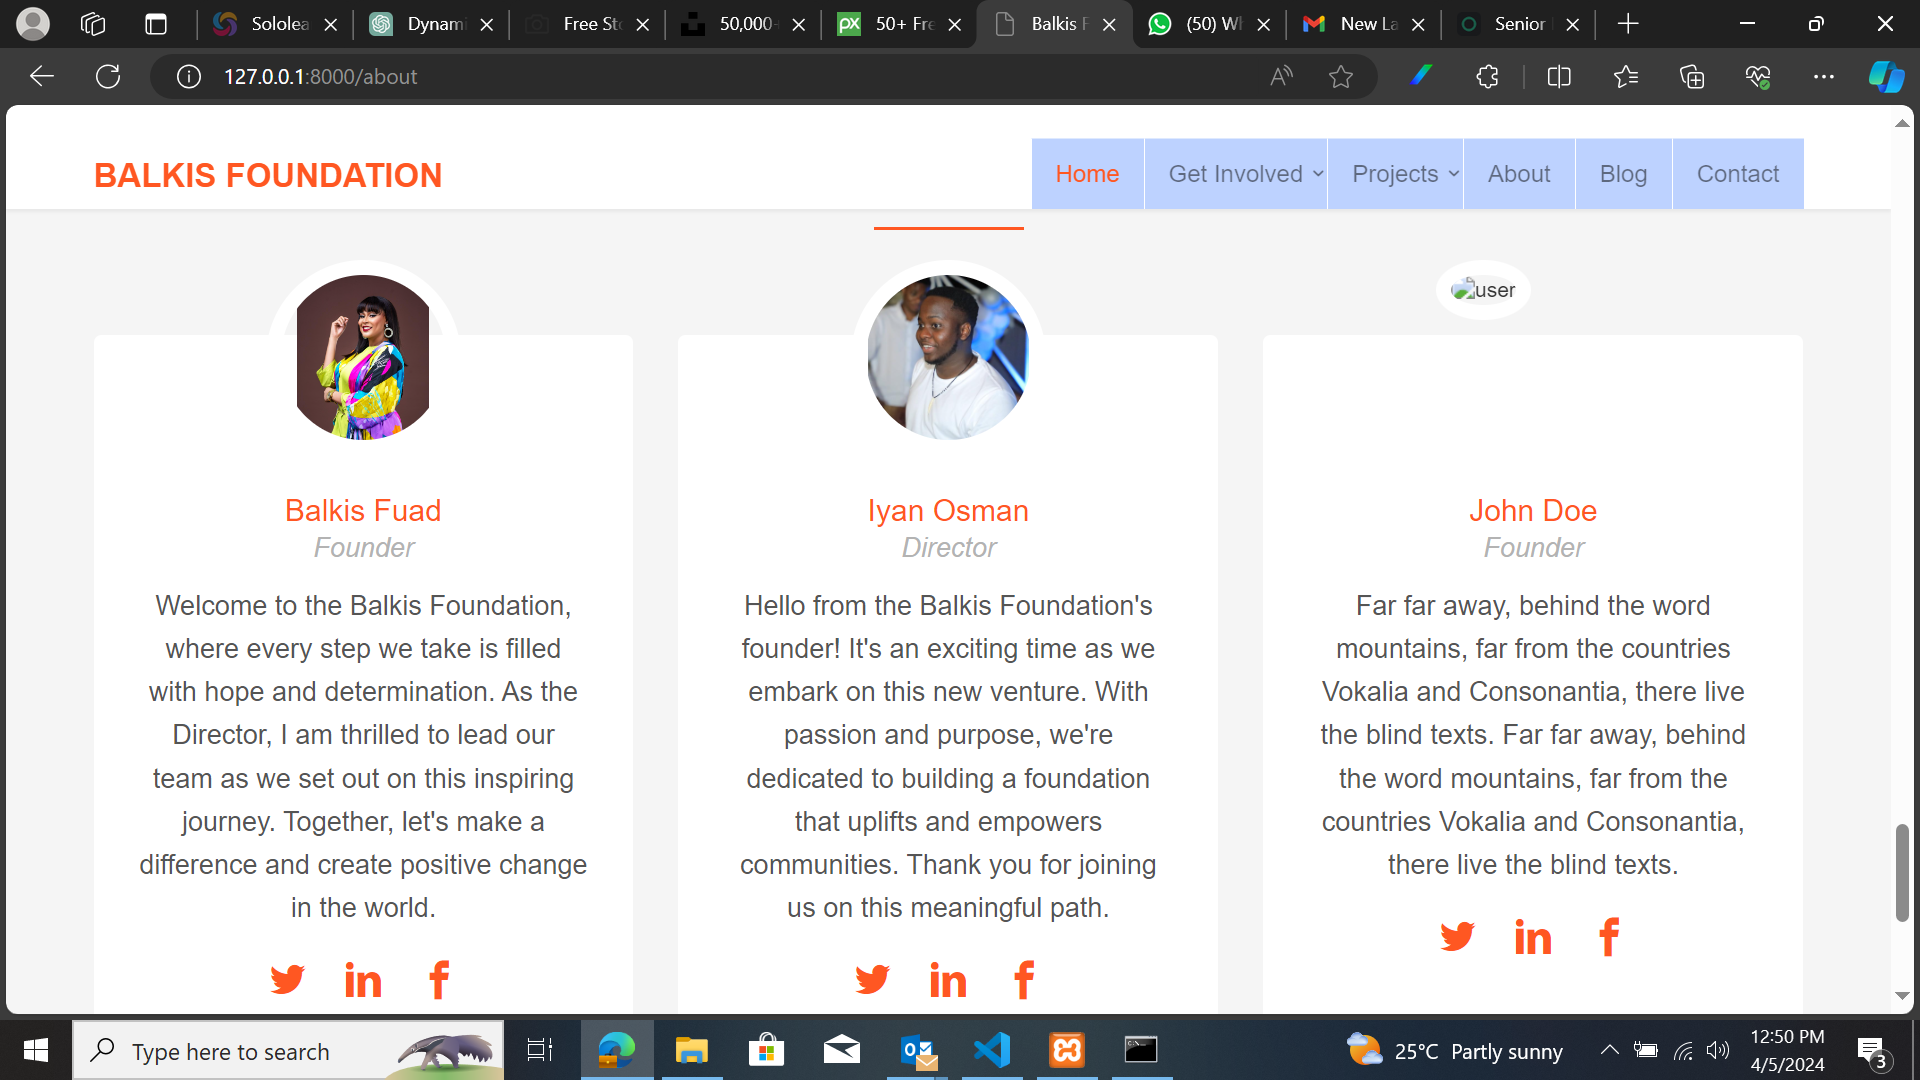 Sololea
Dynam
Free Sto
50,000+
50+ Fre
Balkis F
(50) Wh
New La
Senior
127.0.0.1:8000/about
BALKIS FOUNDATION
Home
Get Involved
Projects
About
Blog
Contact
user
Balkis Fuad
Founder
Welcome to the Balkis Foundation,
where every step we take is filled
with hope and determination. As the
Director, I am thrilled to lead our
team as we set out on this inspiring
journey. Together, let's make a
difference and create positive change
in the world.
Iyan Osman
Director
Hello from the Balkis Foundation's
founder! It's an exciting time as we
embark on this new venture. With
passion and purpose, we're
dedicated to building a foundation
that uplifts and empowers
communities. Thank you for joining
us on this meaningful path.
John Doe
Founder
Far far away, behind the word
mountains, far from the countries
Vokalia and Consonantia, there live
the blind texts. Far far away, behind
the word mountains, far from the
countries Vokalia and Consonantia,
there live the blind texts.
Type here to search
25°C Partly sunny
12:50 PM
4/5/2024
3